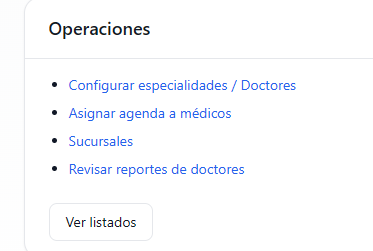 Operaciones
Configurar especialidades / Doctores
Asignar agenda a médicos
Sucursales
Revisar reportes de doctores
Ver listados